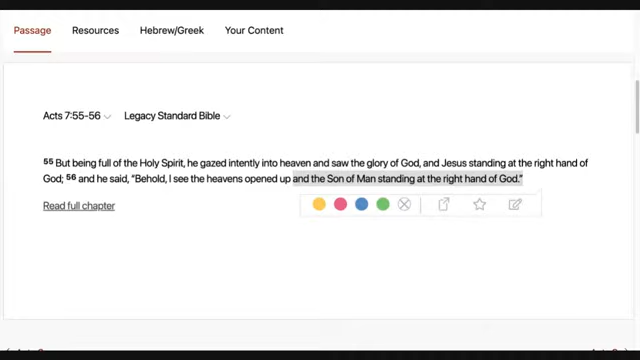 Passage Resources Hebrew/Greek Your Content
Acts 7:55-56 Legacy Standard Bible
55 But being full of the Holy Spirit, he gazed intently into heaven and saw the glory of God, and Jesus standing at the right hand of
God; 56 and he said, “Behold, I see the heavens opened up and the Son of Man standing at the right hand of God.”
Read full chapter